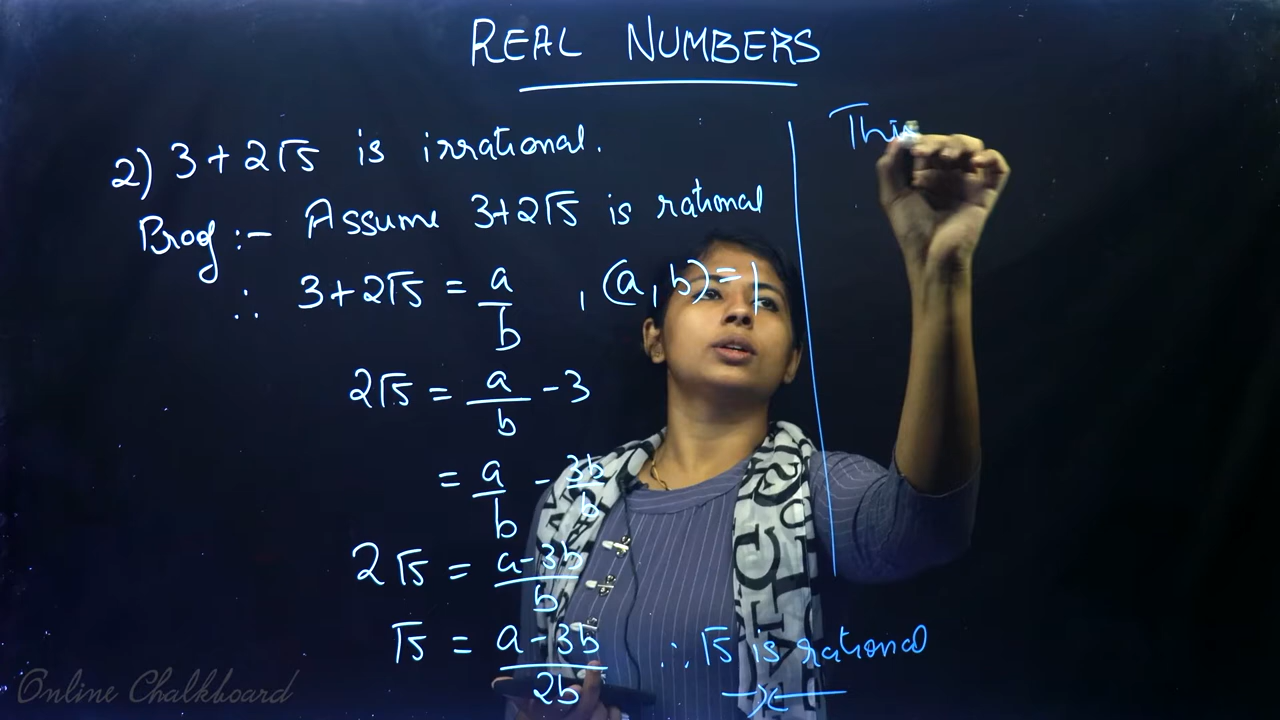 REAL NUMBERS
2) 3+2√5 is irrational.
Proof :- Assume 3+2√5 is rational
∴ 3+2√5 = a/b , (a, b)=1
2√5 = a/b - 3
= a/b - 3b/b
2√5 = a-3b/b
√5 = a-3b/2b ∴ √5 is rational
This
Online Chalkboard